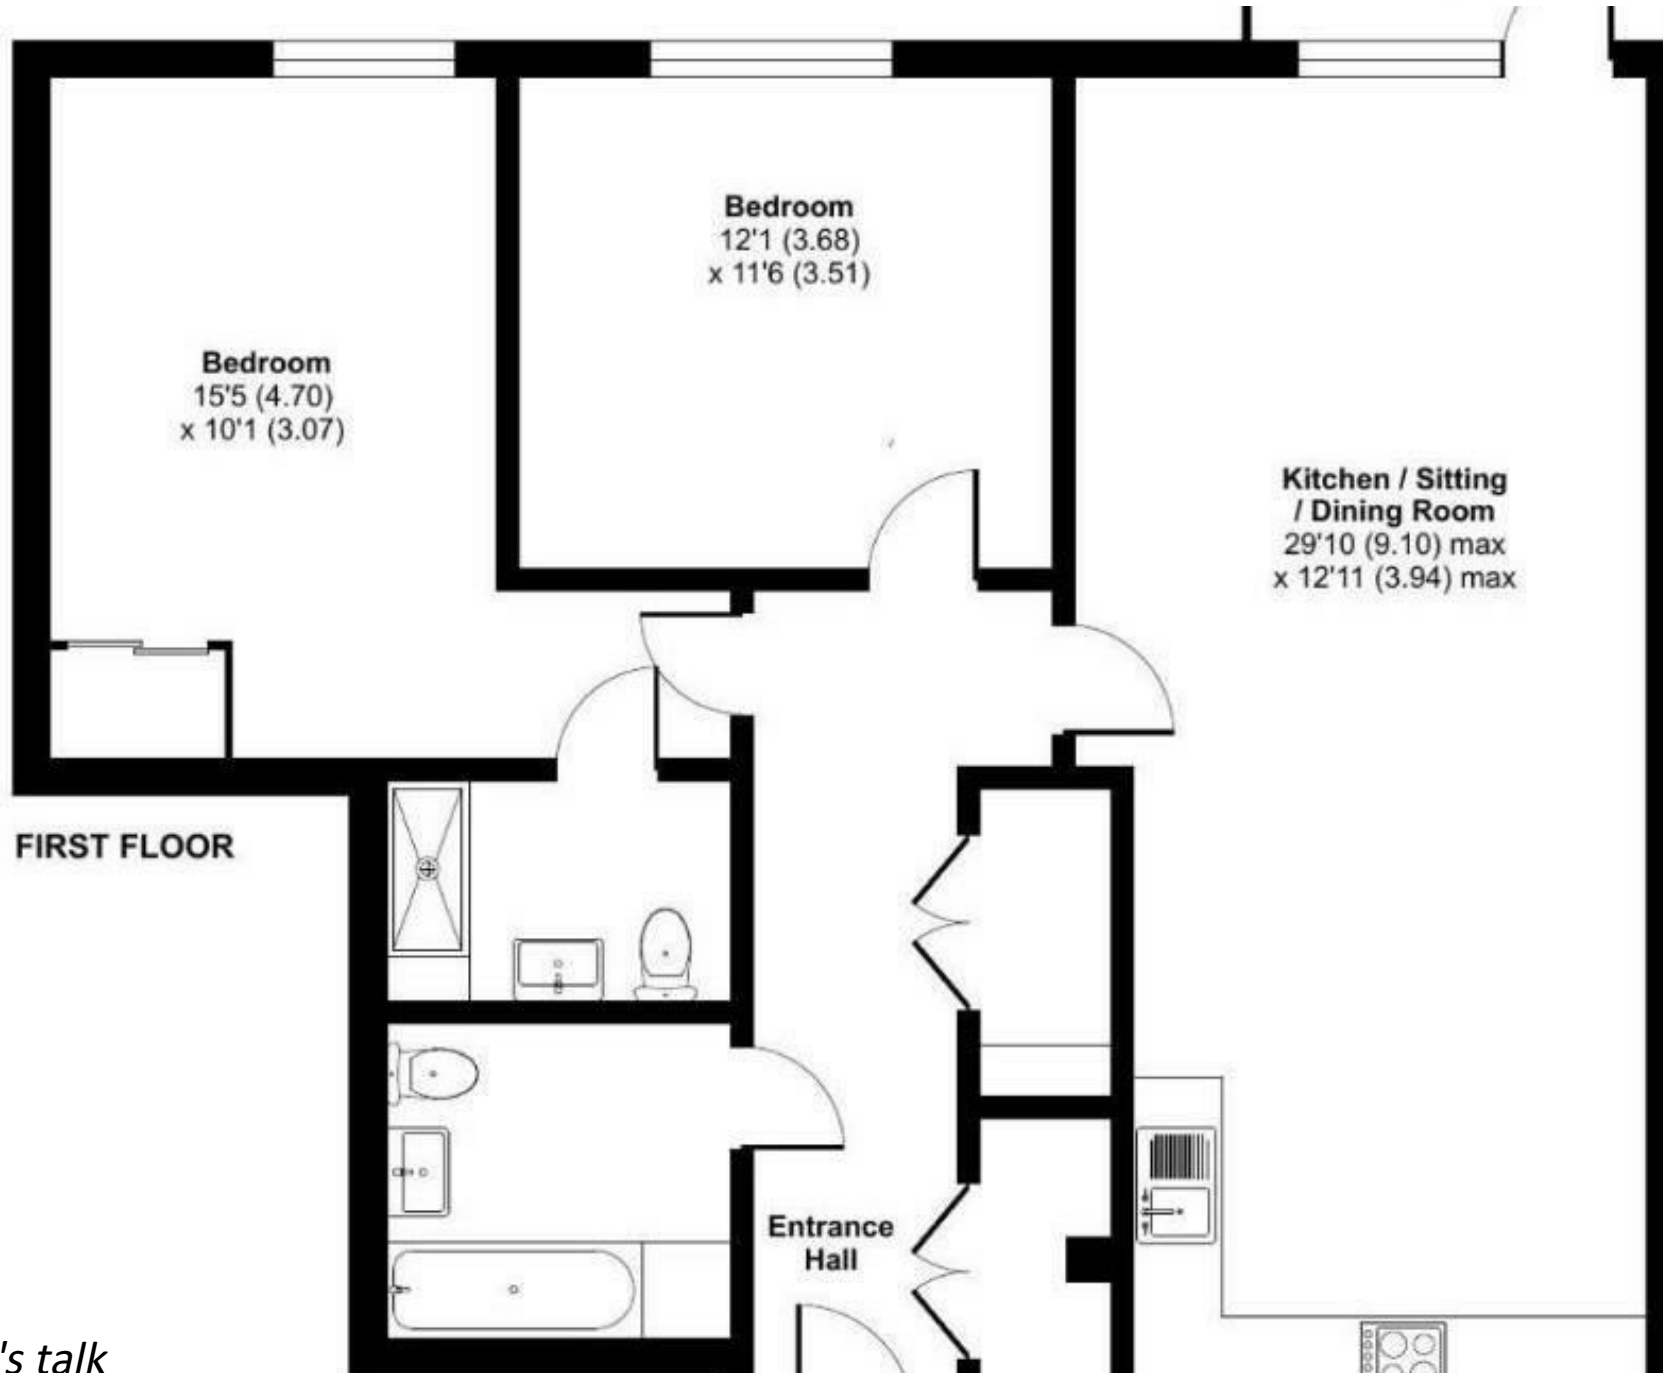 Bedroom
12'1 (3.68)
x 11'6 (3.51)
Bedroom
15'5 (4.70)
x 10'1 (3.07)
Kitchen / Sitting
/ Dining Room
29'10 (9.10) max
x 12'11 (3.94) max
FIRST FLOOR
Entrance
Hall
's talk